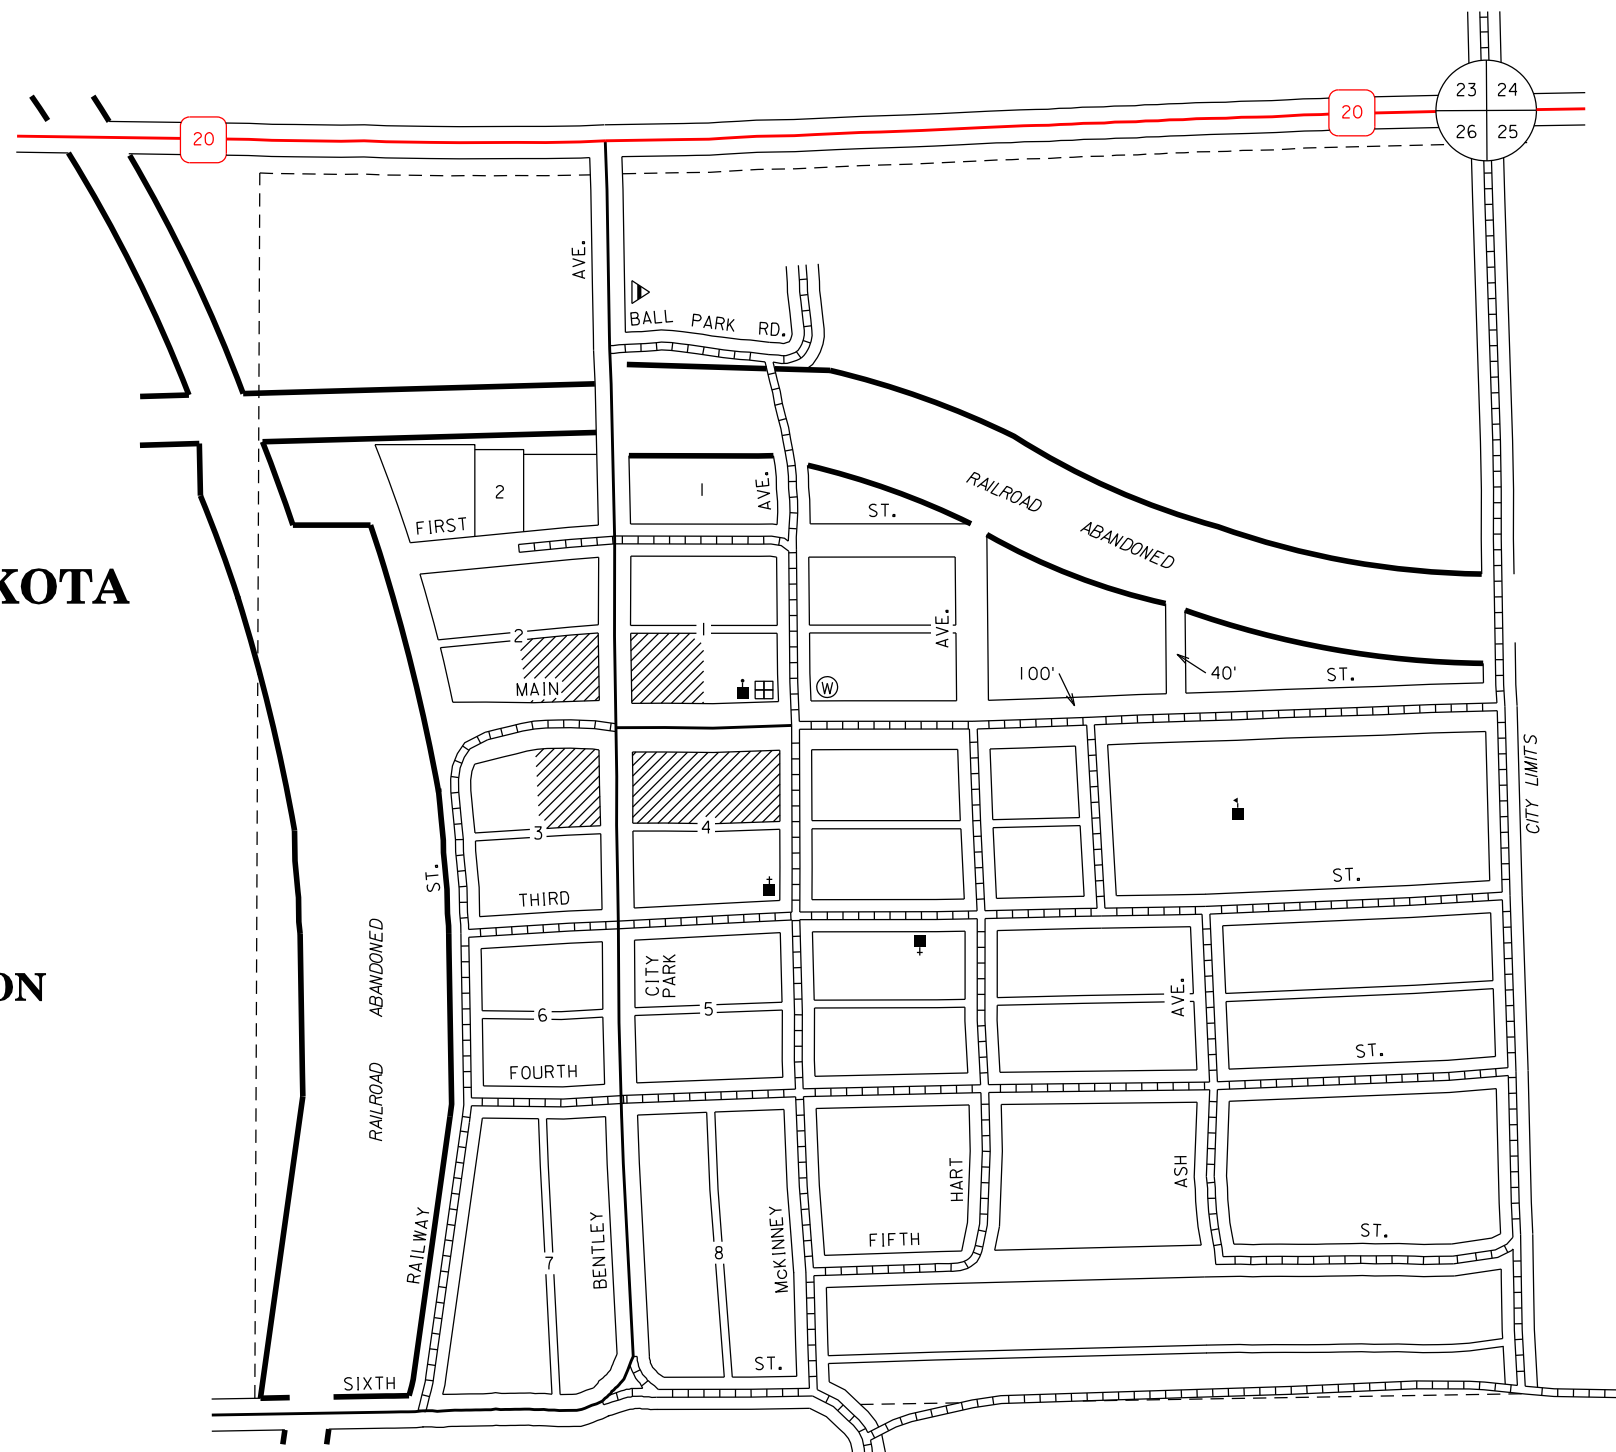 23 24
20
20
26 25
AVE.
BALL PARK RD.
2
1
AVE.
RAILROAD ABANDONED
FIRST
ST.
KOTA
2
1
AVE.
100'
40'
ST.
MAIN
W
CITY LIMITS
3
4
ST.
THIRD
ST.
RAILROAD ABANDONED
CITY
PARK
ON
6
5
AVE.
FOURTH
ST.
HART
ASH
RAILWAY
BENTLEY
McKINNEY
7
8
FIFTH
ST.
ST.
SIXTH